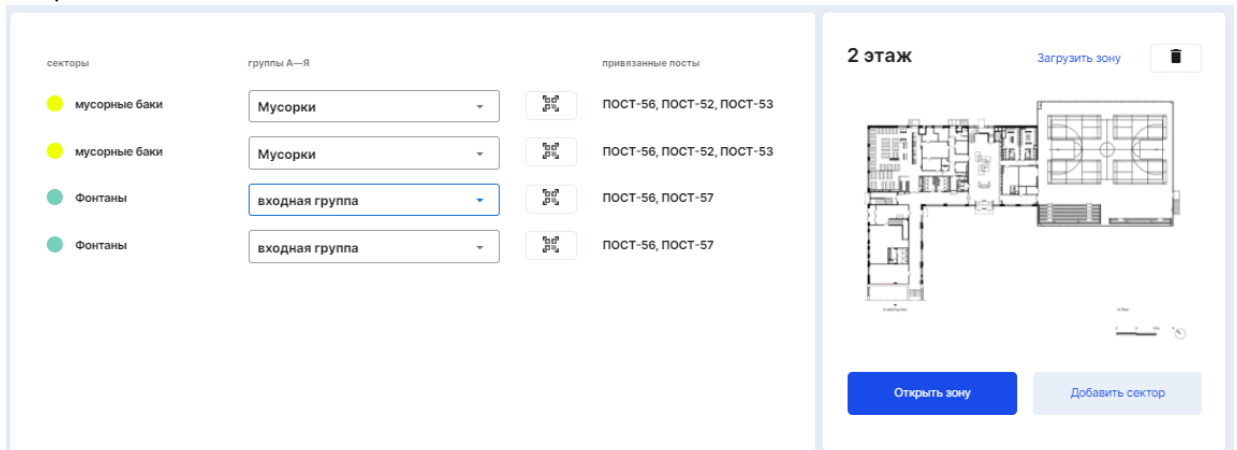 секторы группы А—Я привязанные посты
мусорные баки Мусорки ПОСТ-56, ПОСТ-52, ПОСТ-53
мусорные баки Мусорки ПОСТ-56, ПОСТ-52, ПОСТ-53
Фонтаны входная группа ПОСТ-56, ПОСТ-57
Фонтаны входная группа ПОСТ-56, ПОСТ-57
2 этаж Загрузить зону
Открыть зону Добавить сектор